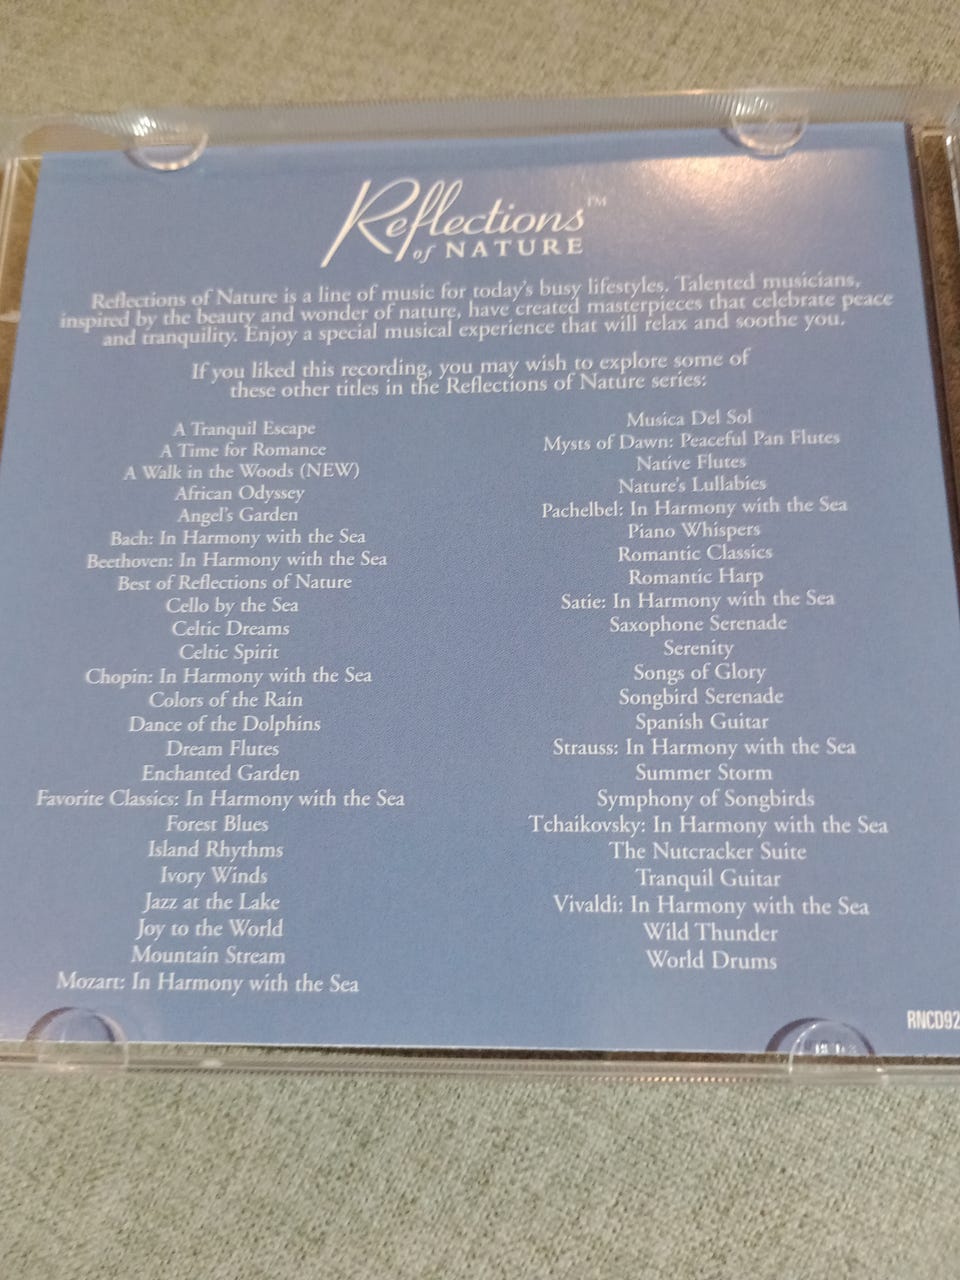 Reflections™
of NATURE
Reflections of Nature is a line of music for today's busy lifestyles. Talented musicians,
inspired by the beauty and wonder of nature, have created masterpieces that celebrate peace
and tranquility. Enjoy a special musical experience that will relax and soothe you.
If you liked this recording, you may wish to explore some of
these other titles in the Reflections of Nature series:
A Tranquil Escape
A Time for Romance
A Walk in the Woods (NEW)
African Odyssey
Angel's Garden
Bach: In Harmony with the Sea
Beethoven: In Harmony with the Sea
Best of Reflections of Nature
Cello by the Sea
Celtic Dreams
Celtic Spirit
Chopin: In Harmony with the Sea
Colors of the Rain
Dance of the Dolphins
Dream Flutes
Enchanted Garden
Favorite Classics: In Harmony with the Sea
Forest Blues
Island Rhythms
Ivory Winds
Jazz at the Lake
Joy to the World
Mountain Stream
Mozart: In Harmony with the Sea
Musica Del Sol
Mysts of Dawn: Peaceful Pan Flutes
Native Flutes
Nature's Lullabies
Pachelbel: In Harmony with the Sea
Piano Whispers
Romantic Classics
Romantic Harp
Satie: In Harmony with the Sea
Saxophone Serenade
Serenity
Songs of Glory
Songbird Serenade
Spanish Guitar
Strauss: In Harmony with the Sea
Summer Storm
Symphony of Songbirds
Tchaikovsky: In Harmony with the Sea
The Nutcracker Suite
Tranquil Guitar
Vivaldi: In Harmony with the Sea
Wild Thunder
World Drums
RNCD92